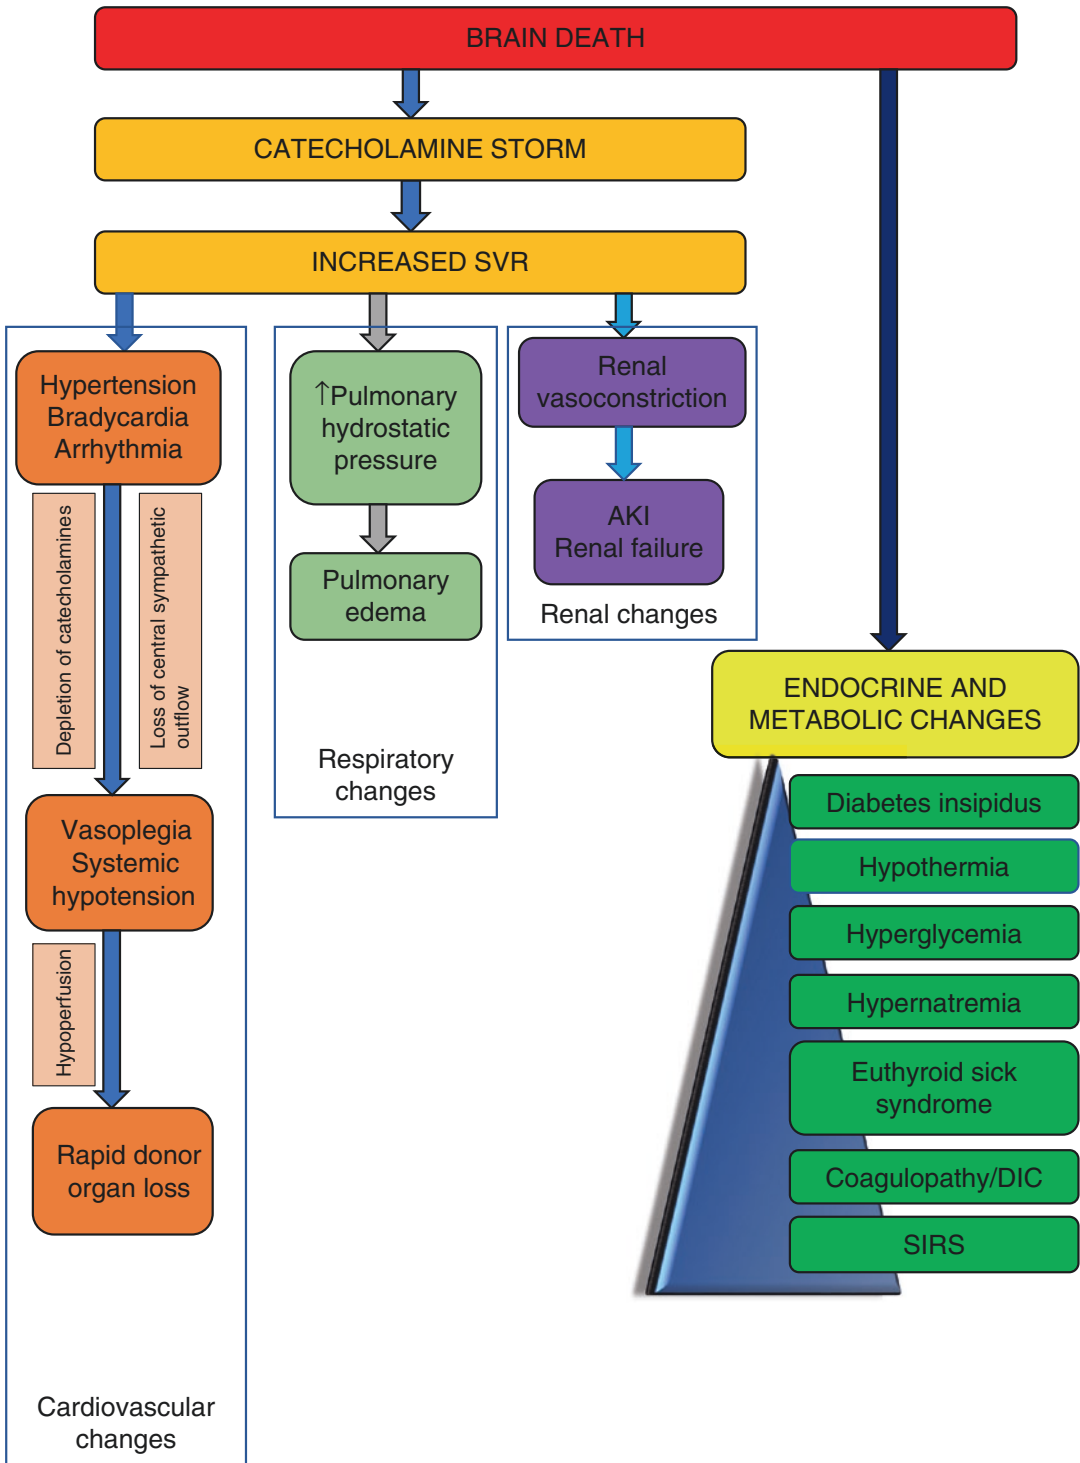 BRAIN DEATH
CATECHOLAMINE STORM
INCREASED SVR
Hypertension
Bradycardia
Arrhythmia
Depletion of catecholamines
Loss of central sympathetic
outflow
Vasoplegia
Systemic
hypotension
Hypoperfusion
Rapid donor
organ loss
Cardiovascular
changes
↑Pulmonary
hydrostatic
pressure
Pulmonary
edema
Respiratory
changes
Renal
vasoconstriction
AKI
Renal failure
Renal changes
ENDOCRINE AND
METABOLIC CHANGES
Diabetes insipidus
Hypothermia
Hyperglycemia
Hypernatremia
Euthyroid sick
syndrome
Coagulopathy/DIC
SIRS